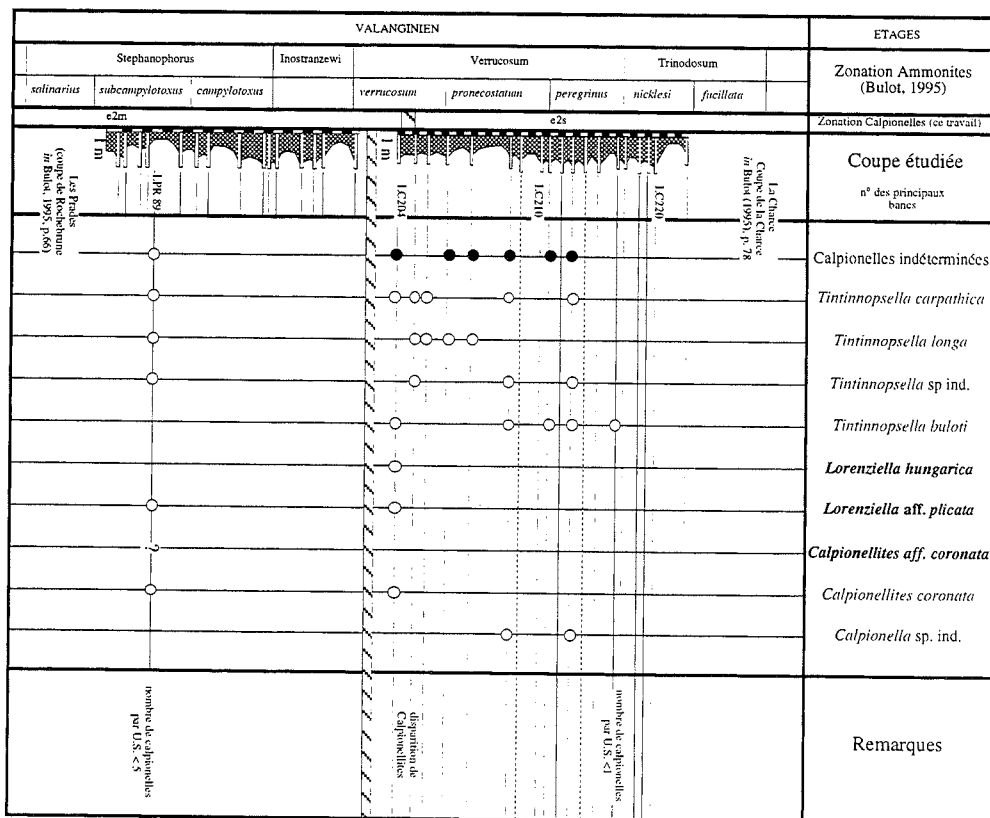 VALANGINIEN
ETAGES
Stephanophorus
Inostranzewi
Verrucosum
Trinodosum
Zonation Ammonites
(Bulot, 1995)
salinarius
subcampylotoxus
campylotoxus
verrucosum
pronecostatum
peregrinus
nicklesi
fucillata
e2m
e2s
Zonation Calpionelles (ce travail)
Les Prades
(coupe de Rochebrune
in Bulot, 1995, p.66)
1 m
LPR 89
1 m
LC204
LC210
LC220
La Charce
Coupe de la Charce
in Bulot (1995), p. 78
Coupe étudiée
n° des principaux
bancs
Calpionelles indéterminées
Tintinnopsella carpathica
Tintinnopsella longa
Tintinnopsella sp ind.
Tintinnopsella buloti
Lorenziella hungarica
Lorenziella aff. plicata
?
Calpionellites aff. coronata
Calpionellites coronata
Calpionella sp. ind.
nombre de calpionelles
par U.S. < 5
disparition de
Calpionellites
nombre de calpionelles
par U.S. <1
Remarques